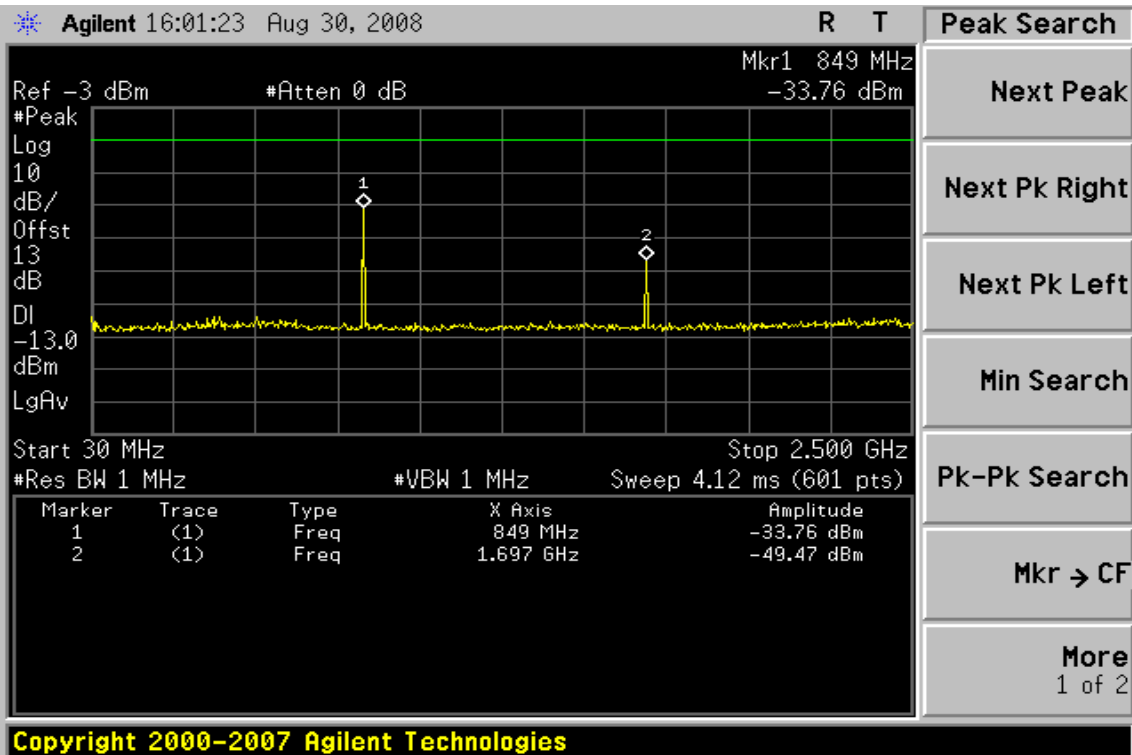 Agilent 16:01:23 Aug 30, 2008 R T
Peak Search
Mkr1 849 MHz
Ref -3 dBm #Atten 0 dB -33.76 dBm
#Peak
Log
10
dB/
Offst
13
dB
DI
-13.0
dBm
LgAv
1
2
Start 30 MHz Stop 2.500 GHz
#Res BW 1 MHz #VBW 1 MHz Sweep 4.12 ms (601 pts)
Marker Trace Type X Axis Amplitude
1 (1) Freq 849 MHz -33.76 dBm
2 (1) Freq 1.697 GHz -49.47 dBm
Next Peak
Next Pk Right
Next Pk Left
Min Search
Pk-Pk Search
Mkr → CF
More
1 of 2
Copyright 2000-2007 Agilent Technologies